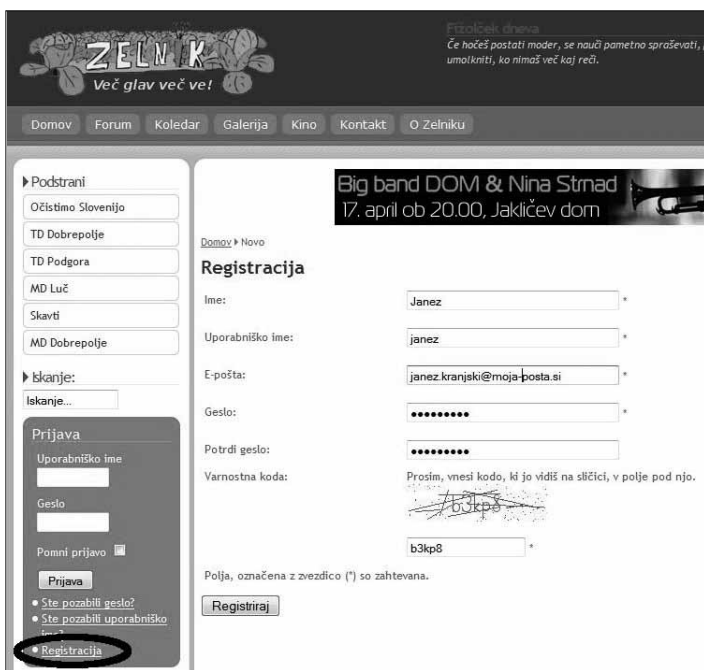 ZELNIK
Več glav več ve!
Fižolček dneva
Če hočeš postati moder, se nauči pametno spraševati,
umolkniti, ko nimaš več kaj reči.
Domov Forum Koledar Galerija Kino Kontakt O Zelniku
Podstrani
Očistimo Slovenijo
TD Dobrepolje
TD Podgora
MD Luč
Skavti
MD Dobrepolje
Iskanje:
Iskanje...
Prijava
Uporabniško ime
Geslo
Pomni prijavo
Prijava
Ste pozabili geslo?
Ste pozabili uporabniško
ime?
Registracija
Big band DOM & Nina Strnad
17. april ob 20.00, Jakličev dom
Domov Novo
Registracija
Ime: Janez *
Uporabniško ime: janez *
E-pošta: janez.kranjski@moja-posta.si *
Geslo: ●●●●●●●●● *
Potrdi geslo: ●●●●●●●●●
Varnostna koda: Prosim, vnesi kodo, ki jo vidiš na sličici, v polje pod njo.
b3kp8
b3kp8 *
Polja, označena z zvezdico (*) so zahtevana.
Registriraj